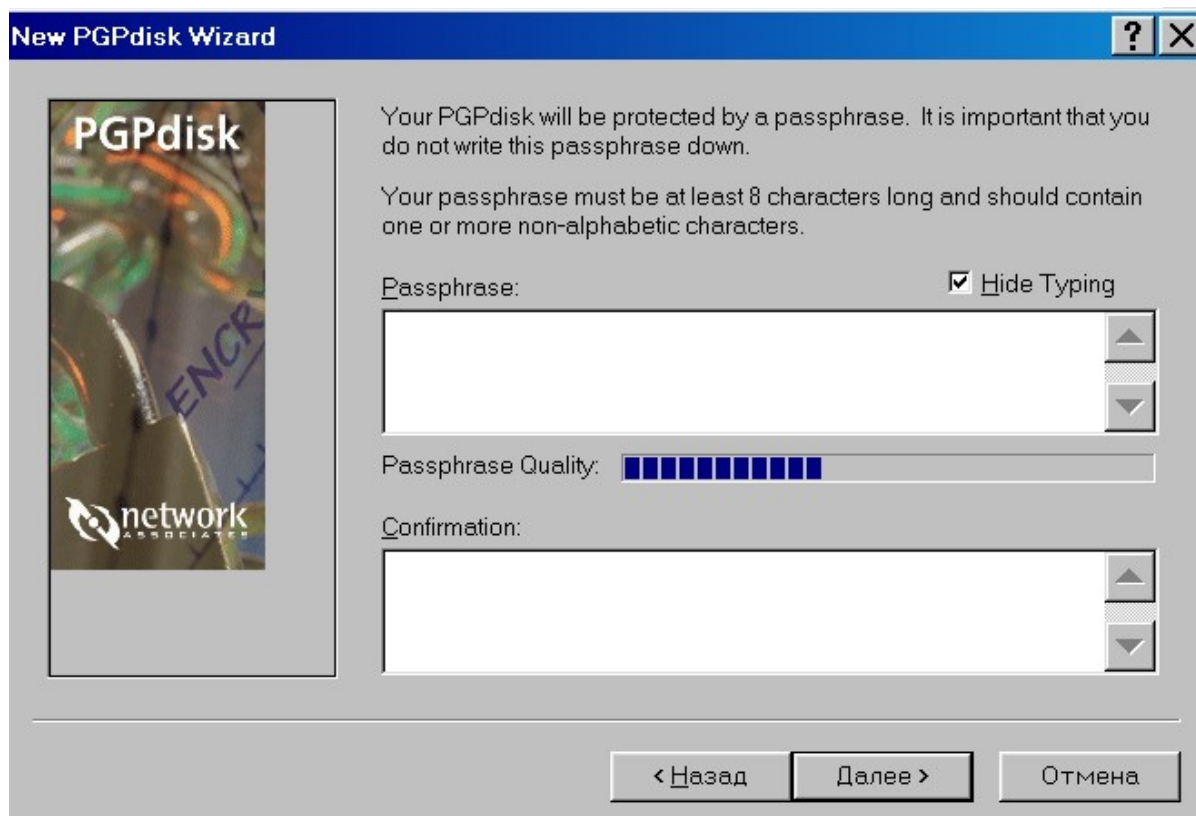 New PGPdisk Wizard
PGPdisk
ENCR
network
ASSOCIATES
Your PGPdisk will be protected by a passphrase. It is important that you
do not write this passphrase down.
Your passphrase must be at least 8 characters long and should contain
one or more non-alphabetic characters.
Passphrase:
Hide Typing
Passphrase Quality:
Confirmation:
< Назад
Далее >
Отмена